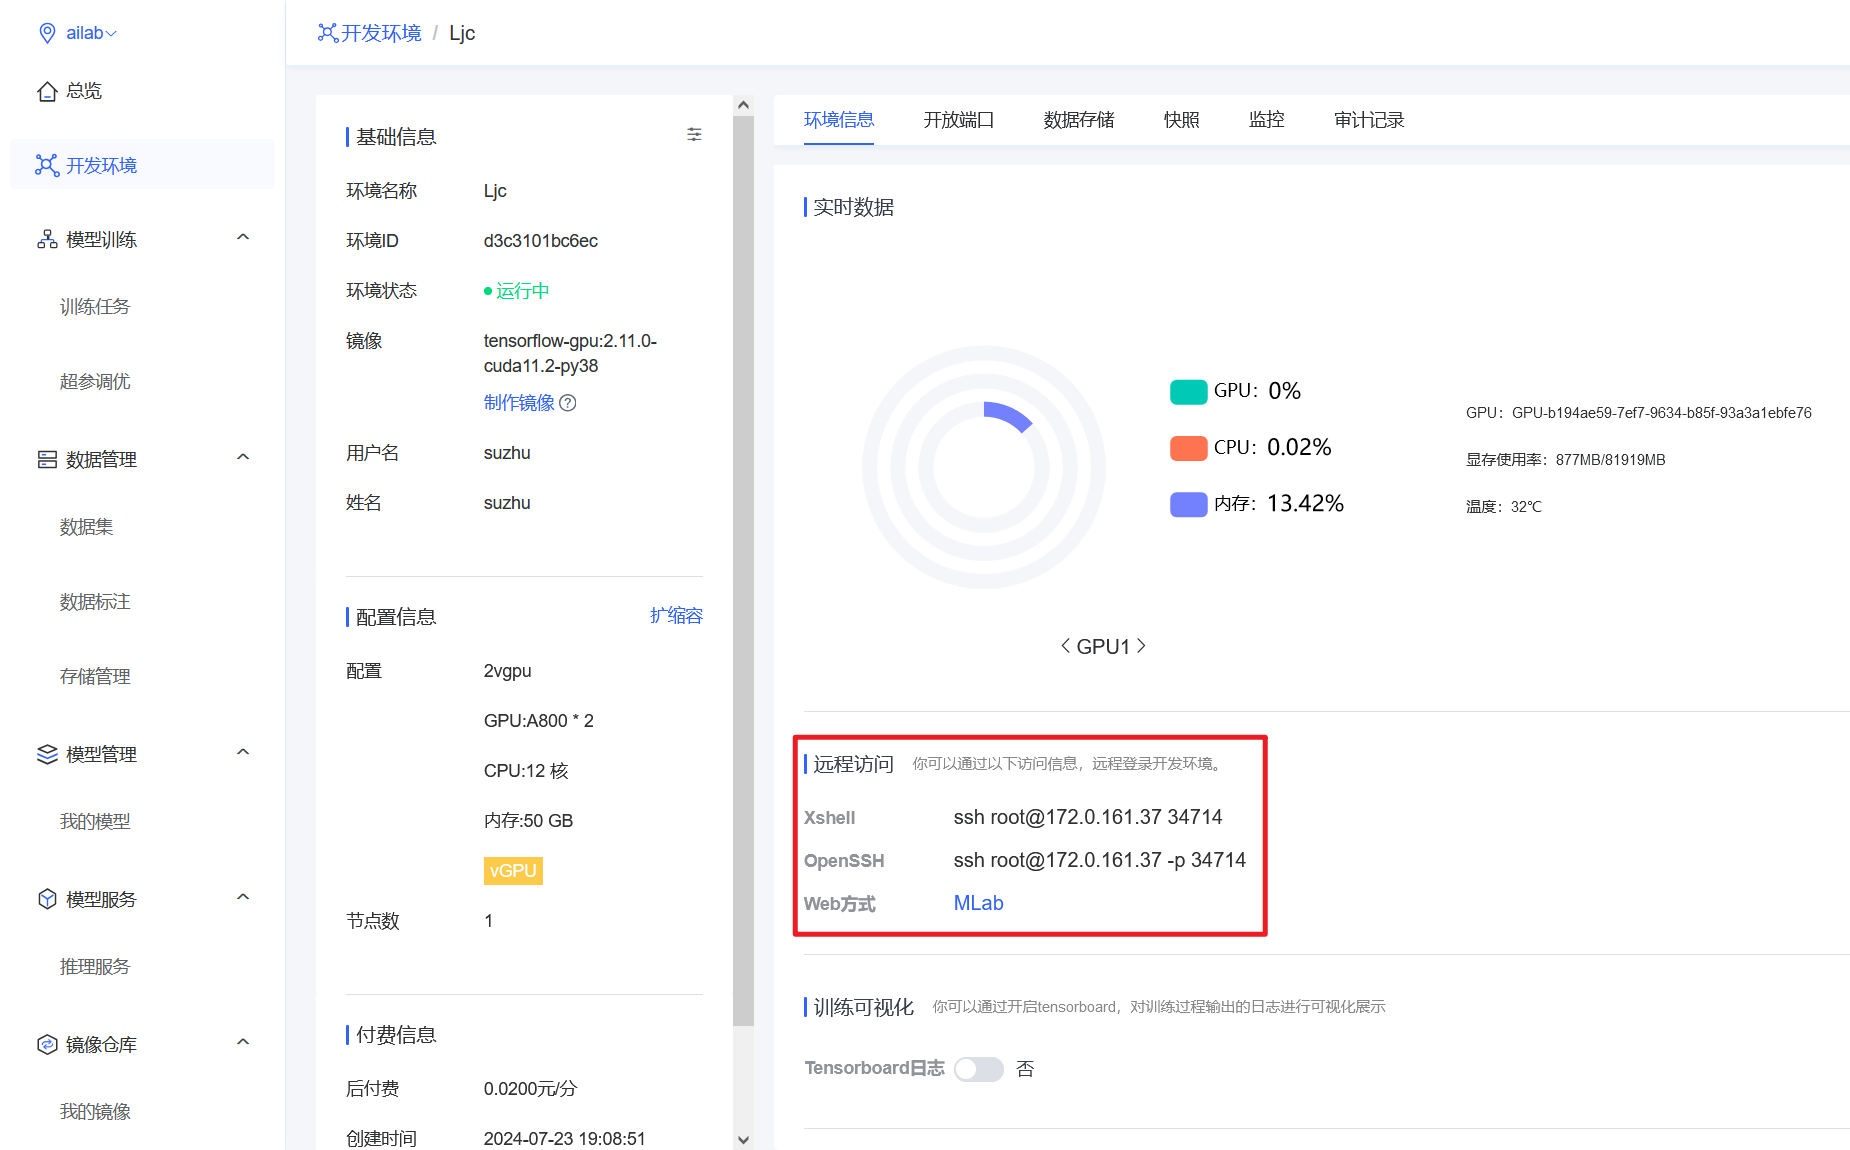 ailab
总览
开发环境
模型训练
训练任务
超参调优
数据管理
数据集
数据标注
存储管理
模型管理
我的模型
模型服务
推理服务
镜像仓库
我的镜像
开发环境 / Ljc
基础信息
环境名称 Ljc
环境ID d3c3101bc6ec
环境状态 运行中
镜像 tensorflow-gpu:2.11.0-
cuda11.2-py38
制作镜像 ?
用户名 suzhu
姓名 suzhu
配置信息 扩缩容
配置 2vgpu
GPU:A800 * 2
CPU:12 核
内存:50 GB
vGPU
节点数 1
付费信息
后付费 0.0200元/分
创建时间 2024-07-23 19:08:51
环境信息 开放端口 数据存储 快照 监控 审计记录
实时数据
GPU： 0%
CPU： 0.02%
内存： 13.42%
GPU：GPU-b194ae59-7ef7-9634-b85f-93a3a1ebfe76
显存使用率：877MB/81919MB
温度：32℃
< GPU1 >
远程访问 你可以通过以下访问信息，远程登录开发环境。
Xshell ssh root@172.0.161.37 34714
OpenSSH ssh root@172.0.161.37 -p 34714
Web方式 MLab
训练可视化 你可以通过开启tensorboard，对训练过程输出的日志进行可视化展示
Tensorboard日志 否